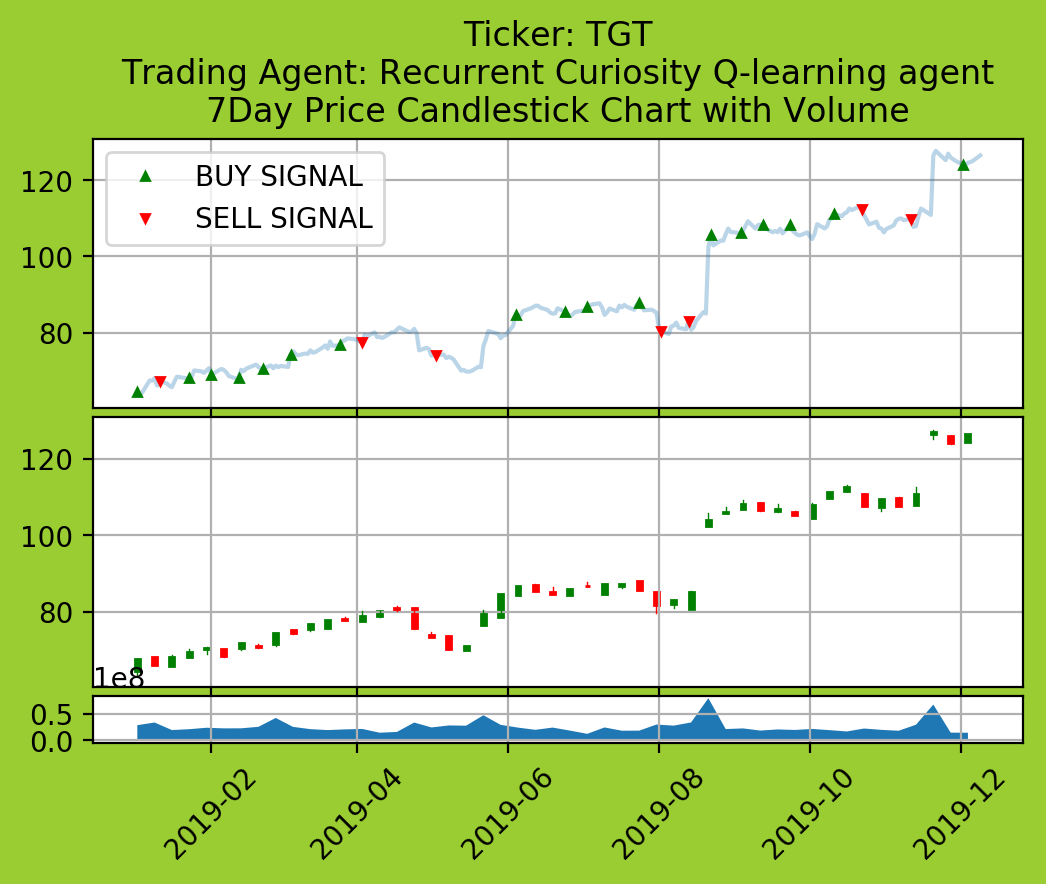 Ticker: TGT
Trading Agent: Recurrent Curiosity Q-learning agent
7Day Price Candlestick Chart with Volume
BUY SIGNAL
SELL SIGNAL
120
100
80
120
100
80
1e8
0.5
0.0
2019-02
2019-04
2019-06
2019-08
2019-10
2019-12